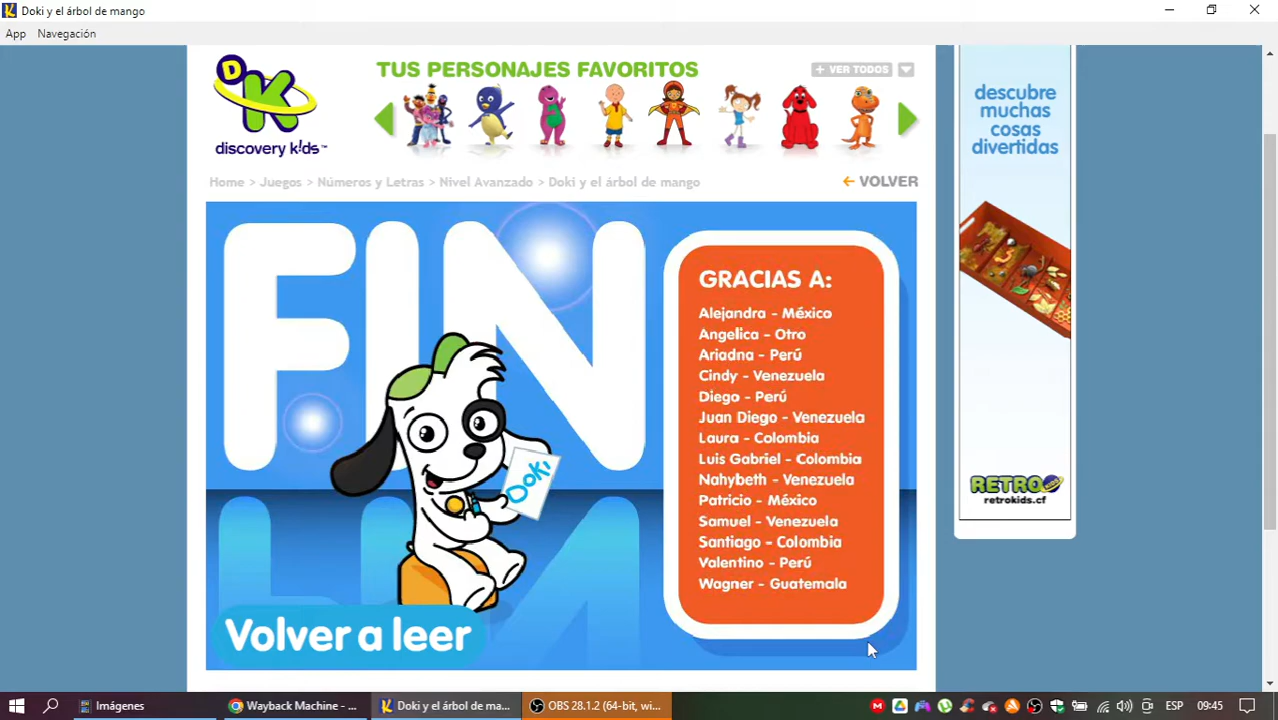 Doki y el árbol de mango
App Navegación
D K
discovery k!ds™
TUS PERSONAJES FAVORITOS
+ VER TODOS
Home > Juegos > Números y Letras > Nivel Avanzado > Doki y el árbol de mango
VOLVER
FIN
Doki
Volver a leer
GRACIAS A:
Alejandra - México
Angelica - Otro
Ariadna - Perú
Cindy - Venezuela
Diego - Perú
Juan Diego - Venezuela
Laura - Colombia
Luis Gabriel - Colombia
Nahybeth - Venezuela
Patricio - México
Samuel - Venezuela
Santiago - Colombia
Valentino - Perú
Wagner - Guatemala
descubre
muchas
cosas
divertidas
RETRO
retrokids.cf
Imágenes
Wayback Machine - ...
Doki y el árbol de ma...
OBS 28.1.2 (64-bit, wi...
ESP
09:45